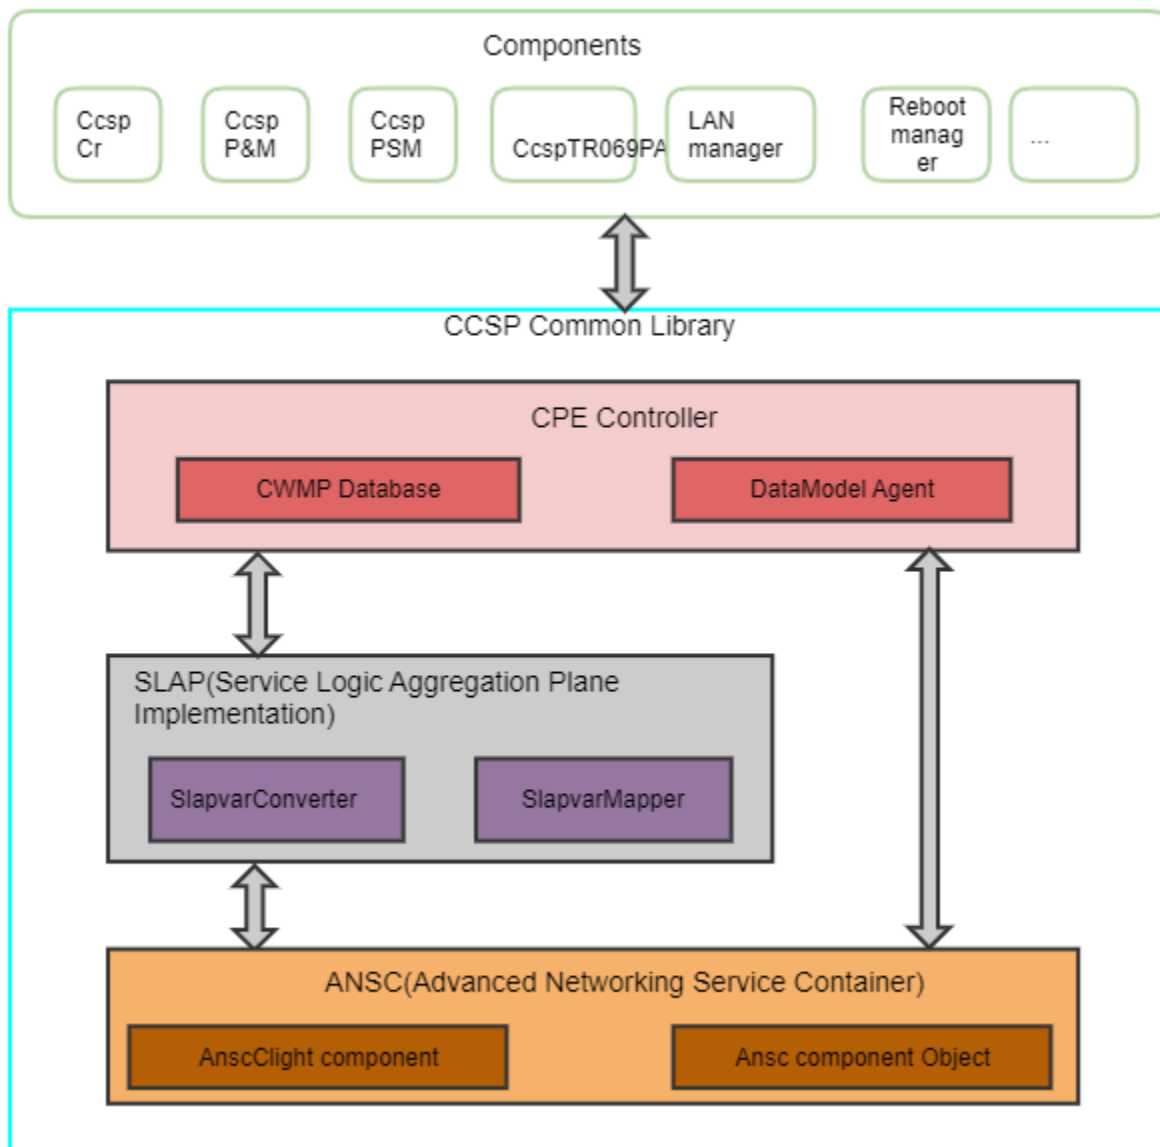 Components
Ccsp
Cr
Ccsp
P&M
Ccsp
PSM
CcspTR069PA
LAN
manager
Reboot
manag
er
...
CCSP Common Library
CPE Controller
CWMP Database
DataModel Agent
SLAP(Service Logic Aggregation Plane
Implementation)
SlapvarConverter
SlapvarMapper
ANSC(Advanced Networking Service Container)
AnscClight component
Ansc component Object